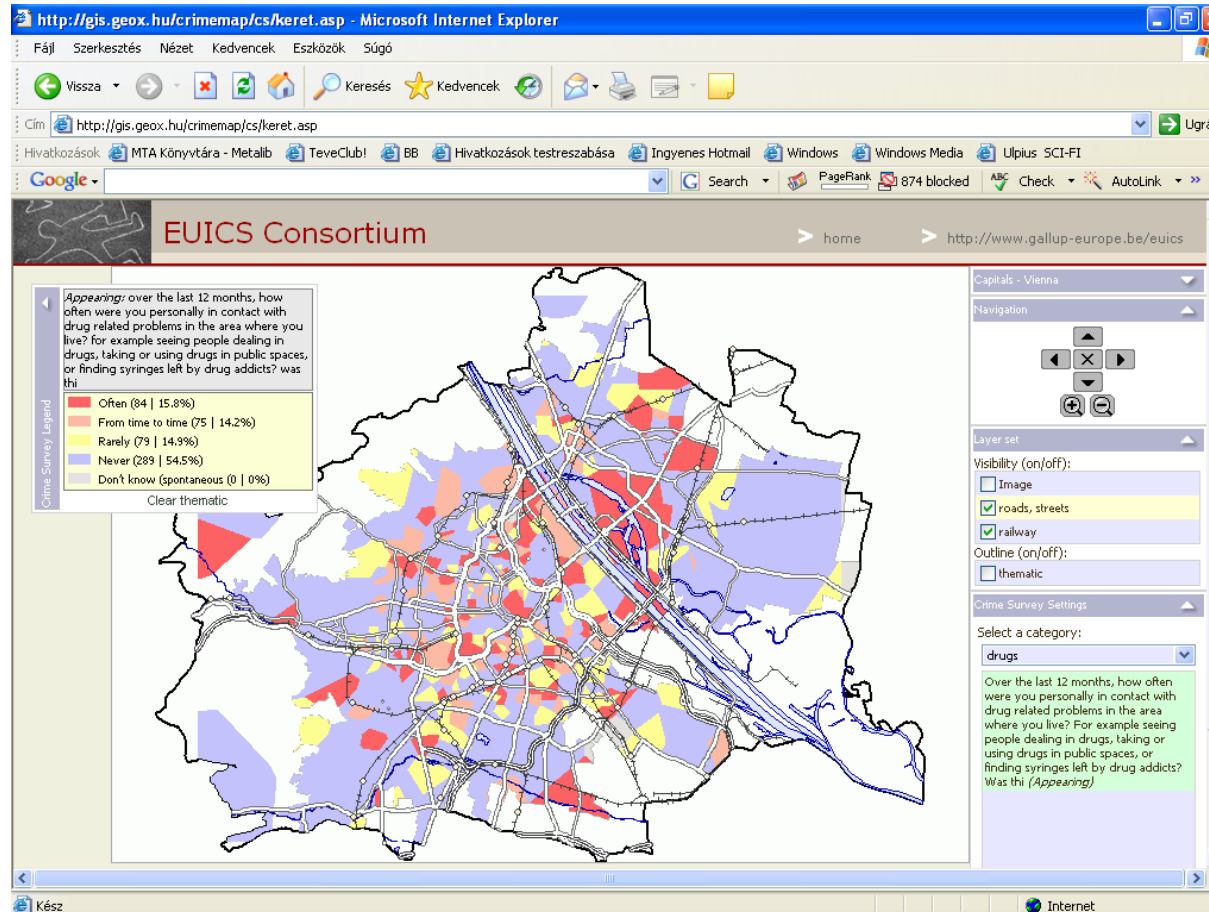 http://gis.geox.hu/crimemap/cs/keret.asp - Microsoft Internet Explorer
Fájl Szerkesztés Nézet Kedvencek Eszközök Súgó
Vissza Keresés Kedvencek
Cím http://gis.geox.hu/crimemap/cs/keret.asp Ugrá
Hivatkozások MTA Könyvtára - Metalib TeveClub! BB Hivatkozások testreszabása Ingyenes Hotmail Windows Windows Media Ulpius SCI-FI
Google G Search PageRank 874 blocked ABC Check AutoLink »
EUICS Consortium > home > http://www.gallup-europe.be/euics
Crime Survey Legend
Appearing: over the last 12 months, how
often were you personally in contact with
drug related problems in the area where you
live? for example seeing people dealing in
drugs, taking or using drugs in public spaces,
or finding syringes left by drug addicts? was
thi
Often (84 | 15.8%)
From time to time (75 | 14.2%)
Rarely (79 | 14.9%)
Never (289 | 54.5%)
Don't know (spontaneous (0 | 0%)
Clear thematic
Capitals - Vienna
Navigation
Layer set
Visibility (on/off):
Image
roads, streets
railway
Outline (on/off):
thematic
Crime Survey Settings
Select a category:
drugs
Over the last 12 months, how often
were you personally in contact with
drug related problems in the area
where you live? For example seeing
people dealing in drugs, taking or
using drugs in public spaces, or
finding syringes left by drug addicts?
Was thi (Appearing)
Kész Internet